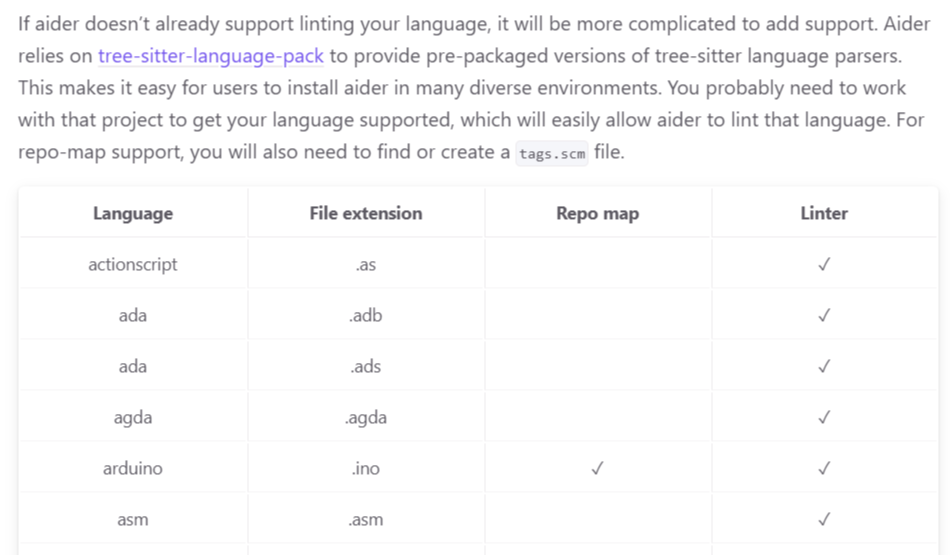 If aider doesn’t already support linting your language, it will be more complicated to add support. Aider
relies on tree-sitter-language-pack to provide pre-packaged versions of tree-sitter language parsers.
This makes it easy for users to install aider in many diverse environments. You probably need to work
with that project to get your language supported, which will easily allow aider to lint that language. For
repo-map support, you will also need to find or create a tags.scm file.
Language File extension Repo map Linter
actionscript .as ✓
ada .adb ✓
ada .ads ✓
agda .agda ✓
arduino .ino ✓ ✓
asm .asm ✓